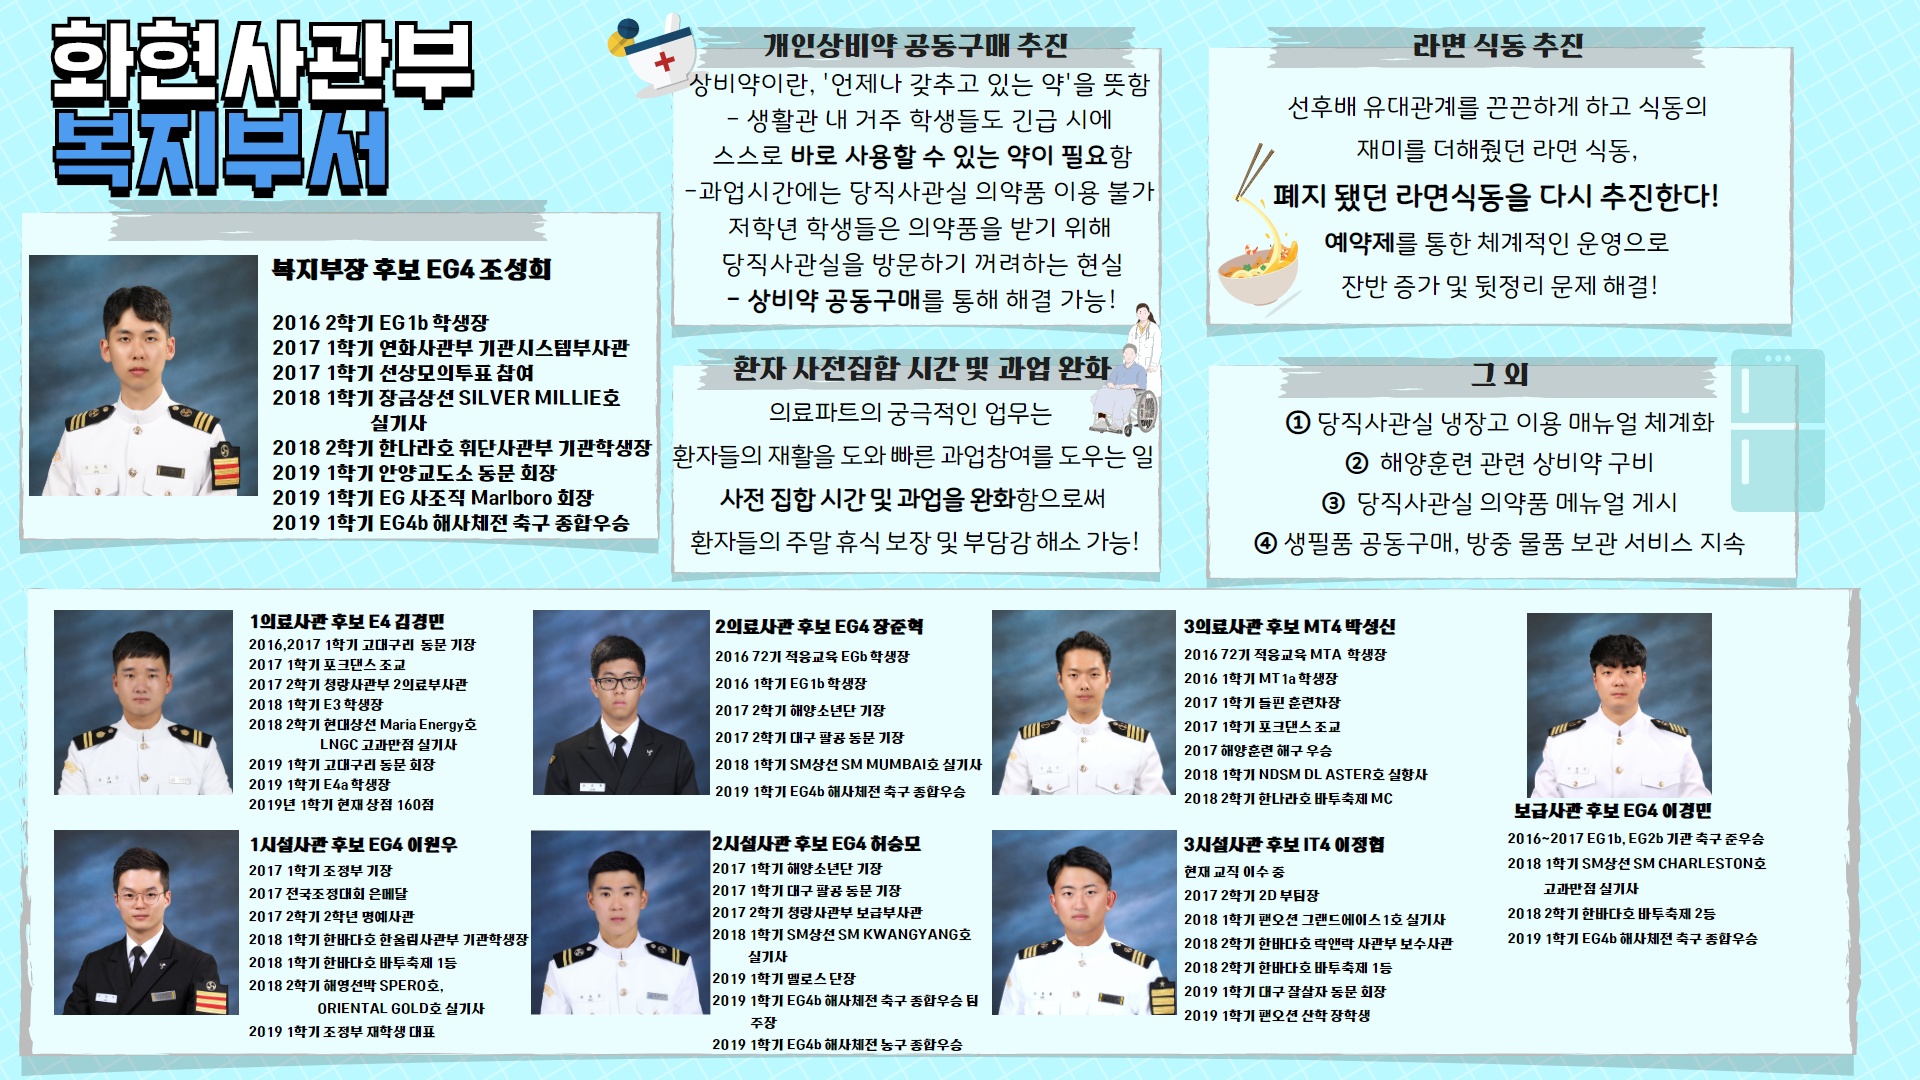 화현사관부
복지부서
복지부장 후보 EG4 조성희
2016 2학기 EG1b 학생장
2017 1학기 연화사관부 기관시스템부사관
2017 1학기 선상모의투표 참여
2018 1학기 장금상선 SILVER MILLIE호
실기사
2018 2학기 한나라호 휘단사관부 기관학생장
2019 1학기 안양교도소 동문 회장
2019 1학기 EG 사조직 Marlboro 회장
2019 1학기 EG4b 해사체전 축구 종합우승
개인상비약 공동구매 추진
상비약이란, '언제나 갖추고 있는 약'을 뜻함
- 생활관 내 거주 학생들도 긴급 시에
스스로 바로 사용할 수 있는 약이 필요함
-과업시간에는 당직사관실 의약품 이용 불가
저학년 학생들은 의약품을 받기 위해
당직사관실을 방문하기 꺼려하는 현실
- 상비약 공동구매를 통해 해결 가능!
환자 사전집합 시간 및 과업 완화
의료파트의 궁극적인 업무는
환자들의 재활을 도와 빠른 과업참여를 도우는 일
사전 집합 시간 및 과업을 완화함으로써
환자들의 주말 휴식 보장 및 부담감 해소 가능!
라면 식동 추진
선후배 유대관계를 끈끈하게 하고 식동의
재미를 더해줬던 라면 식동,
폐지 됐던 라면식동을 다시 추진한다!
예약제를 통한 체계적인 운영으로
잔반 증가 및 뒷정리 문제 해결!
그 외
① 당직사관실 냉장고 이용 매뉴얼 체계화
② 해양훈련 관련 상비약 구비
③ 당직사관실 의약품 메뉴얼 게시
④ 생필품 공동구매, 방중 물품 보관 서비스 지속
1의료사관 후보 E4 김경민
2016,2017 1학기 고대구리 동문 기장
2017 1학기 포크댄스 조교
2017 2학기 청랑사관부 2의료부사관
2018 1학기 E3 학생장
2018 2학기 현대상선 Maria Energy호
LNGC 고과만점 실기사
2019 1학기 고대구리 동문 회장
2019 1학기 E4a 학생장
2019년 1학기 현재 상점 160점
2의료사관 후보 EG4 장준혁
2016 72기 적응교육 EGb 학생장
2016 1학기 EG1b 학생장
2017 2학기 해양소년단 기장
2017 2학기 대구 팔공 동문 기장
2018 1학기 SM상선 SM MUMBAI호 실기사
2019 1학기 EG4b 해사체전 축구 종합우승
3의료사관 후보 MT4 박성신
2016 72기 적응교육 MTA 학생장
2016 1학기 MT1a 학생장
2017 1학기 돌핀 훈련차장
2017 1학기 포크댄스 조교
2017 해양훈련 해구 우승
2018 1학기 NDSM DL ASTER호 실항사
2018 2학기 한나라호 바투축제 MC
보급사관 후보 EG4 이경민
2016~2017 EG1b, EG2b 기관 축구 준우승
2018 1학기 SM상선 SM CHARLESTON호
고과만점 실기사
2018 2학기 한바다호 바투축제 2등
2019 1학기 EG4b 해사체전 축구 종합우승
1시설사관 후보 EG4 이원우
2017 1학기 조정부 기장
2017 전국조정대회 은메달
2017 2학기 2학년 명예사관
2018 1학기 한바다호 한울림사관부 기관학생장
2018 1학기 한바다호 바투축제 1등
2018 2학기 해영선박 SPERO호,
ORIENTAL GOLD호 실기사
2019 1학기 조정부 재학생 대표
2시설사관 후보 EG4 허승모
2017 1학기 해양소년단 기장
2017 1학기 대구 팔공 동문 기장
2017 2학기 청랑사관부 보급부사관
2018 1학기 SM상선 SM KWANGYANG호
실기사
2019 1학기 멜로스 단장
2019 1학기 EG4b 해사체전 축구 종합우승 팀
주장
2019 1학기 EG4b 해사체전 농구 종합우승
3시설사관 후보 IT4 이정협
현재 교직 이수 중
2017 2학기 2D 부팀장
2018 1학기 팬오션 그랜드에이스1호 실기사
2018 2학기 한바다호 락앤락 사관부 보수사관
2018 2학기 한바다호 바투축제 1등
2019 1학기 대구 잘살자 동문 회장
2019 1학기 팬오션 산학 장학생